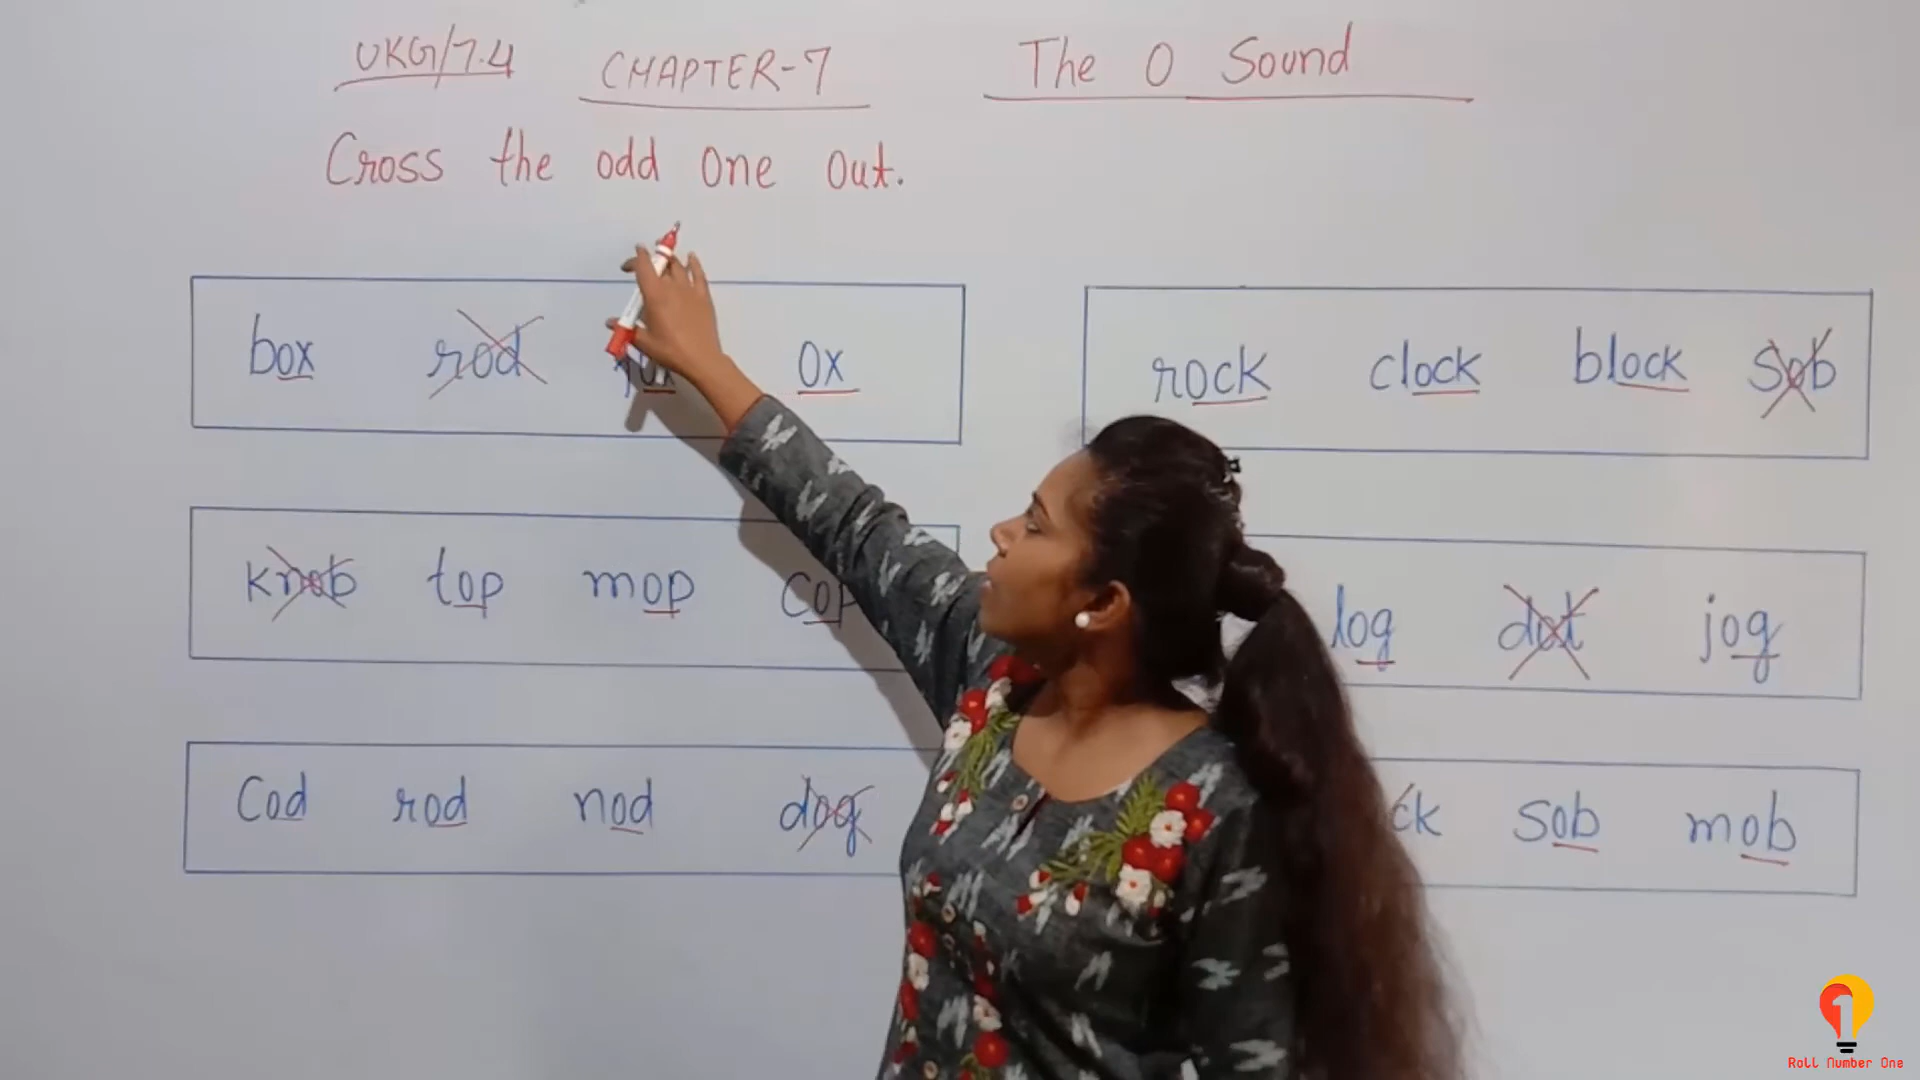 UKG/7.4 CHAPTER-7 The O Sound
Cross the odd one out.
box rod ox
rock clock block sob
knob top mop cop
log dot jog
Cod rod nod dog
sob mob
Roll Number One